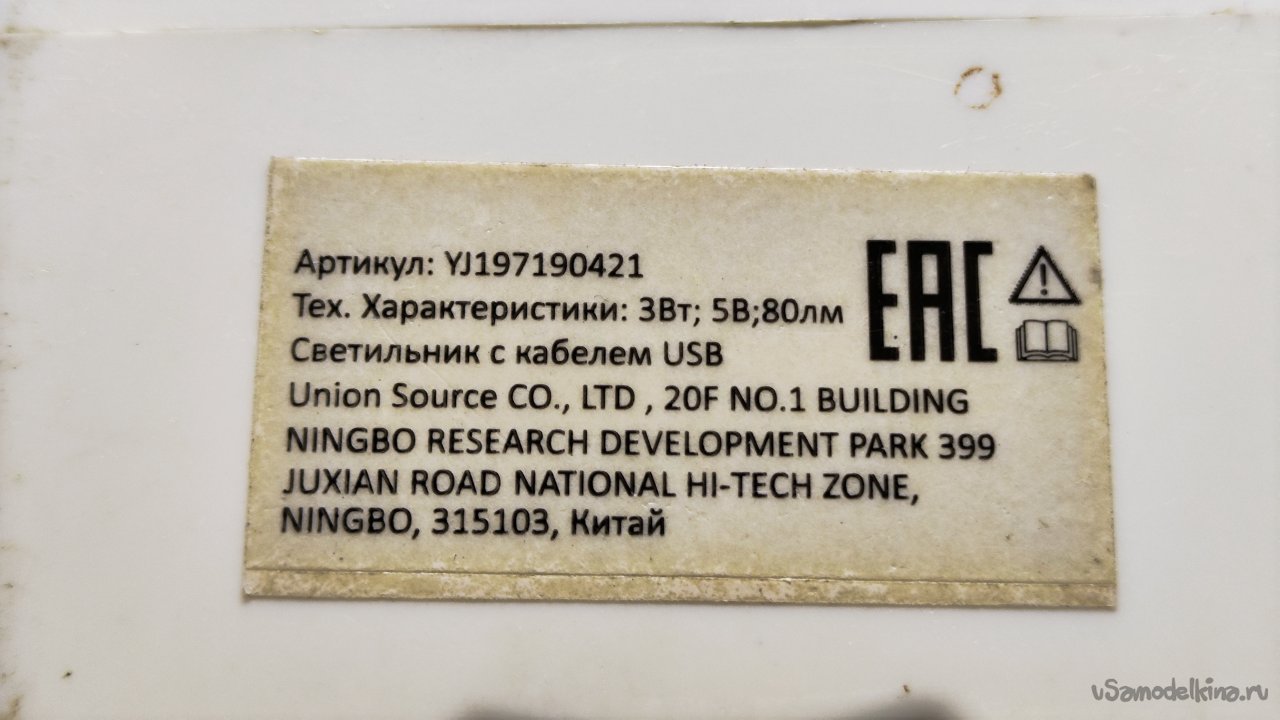 Артикул: YJ197190421
Тех. Характеристики: 3Вт; 5В;80лм
Светильник с кабелем USB
Union Source CO., LTD , 20F NO.1 BUILDING
NINGBO RESEARCH DEVELOPMENT PARK 399
JUXIAN ROAD NATIONAL HI-TECH ZONE,
NINGBO, 315103, Китай
EAC
uSamodelkina.ru